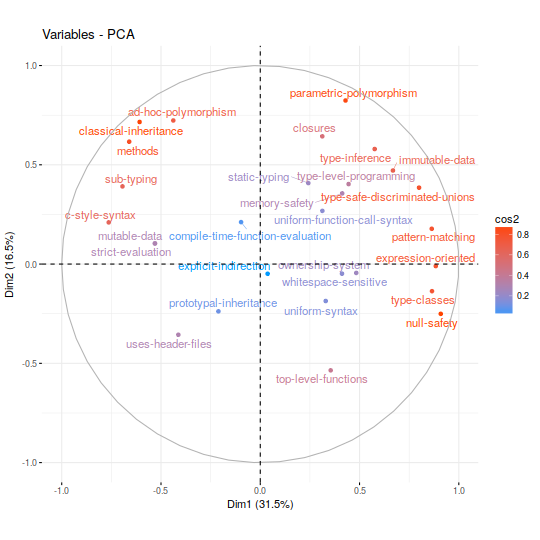 Variables - PCA
1.0
parametric-polymorphism
ad-hoc-polymorphism
closures
classical-inheritance
methods
type-inference
immutable-data
0.5
sub-typing
static-typing
type-level-programming
memory-safety
type-safe-discriminated-unions
c-style-syntax
uniform-function-call-syntax
cos2
mutable-data
compile-time-function-evaluation
pattern-matching
0.8
strict-evaluation
expression-oriented
0.6
Dim2 (16.5%)
0.0
explicit-indirection
ownership-system
0.4
whitespace-sensitive
0.2
prototypal-inheritance
type-classes
uniform-syntax
null-safety
uses-header-files
-0.5
top-level-functions
-1.0
-1.0
-0.5
0.0
0.5
1.0
Dim1 (31.5%)